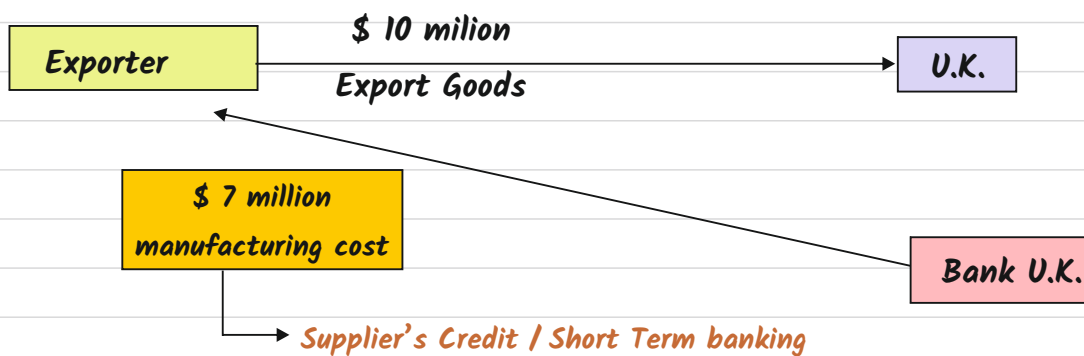 $ 10 milion
Exporter
U.K.
Export Goods
$ 7 million
manufacturing cost
Bank U.K.
Supplier's Credit / Short Term banking